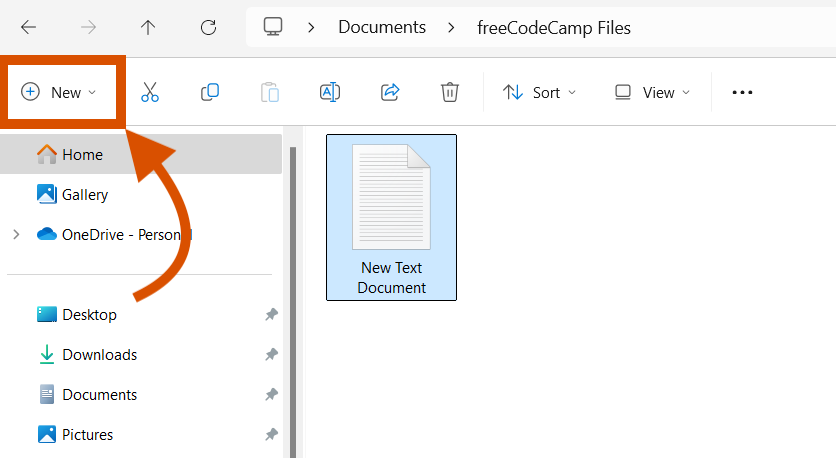 Documents > freeCodeCamp Files
New
Sort
View
Home
Gallery
OneDrive - Personal
Desktop
Downloads
Documents
Pictures
New Text
Document